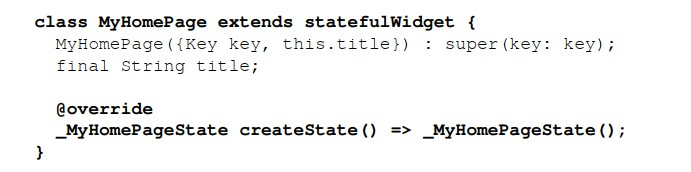 class MyHomePage extends statefulWidget {
  MyHomePage({Key key, this.title}) : super(key: key);
  final String title;

  @override
  _MyHomePageState createState() => _MyHomePageState();
}